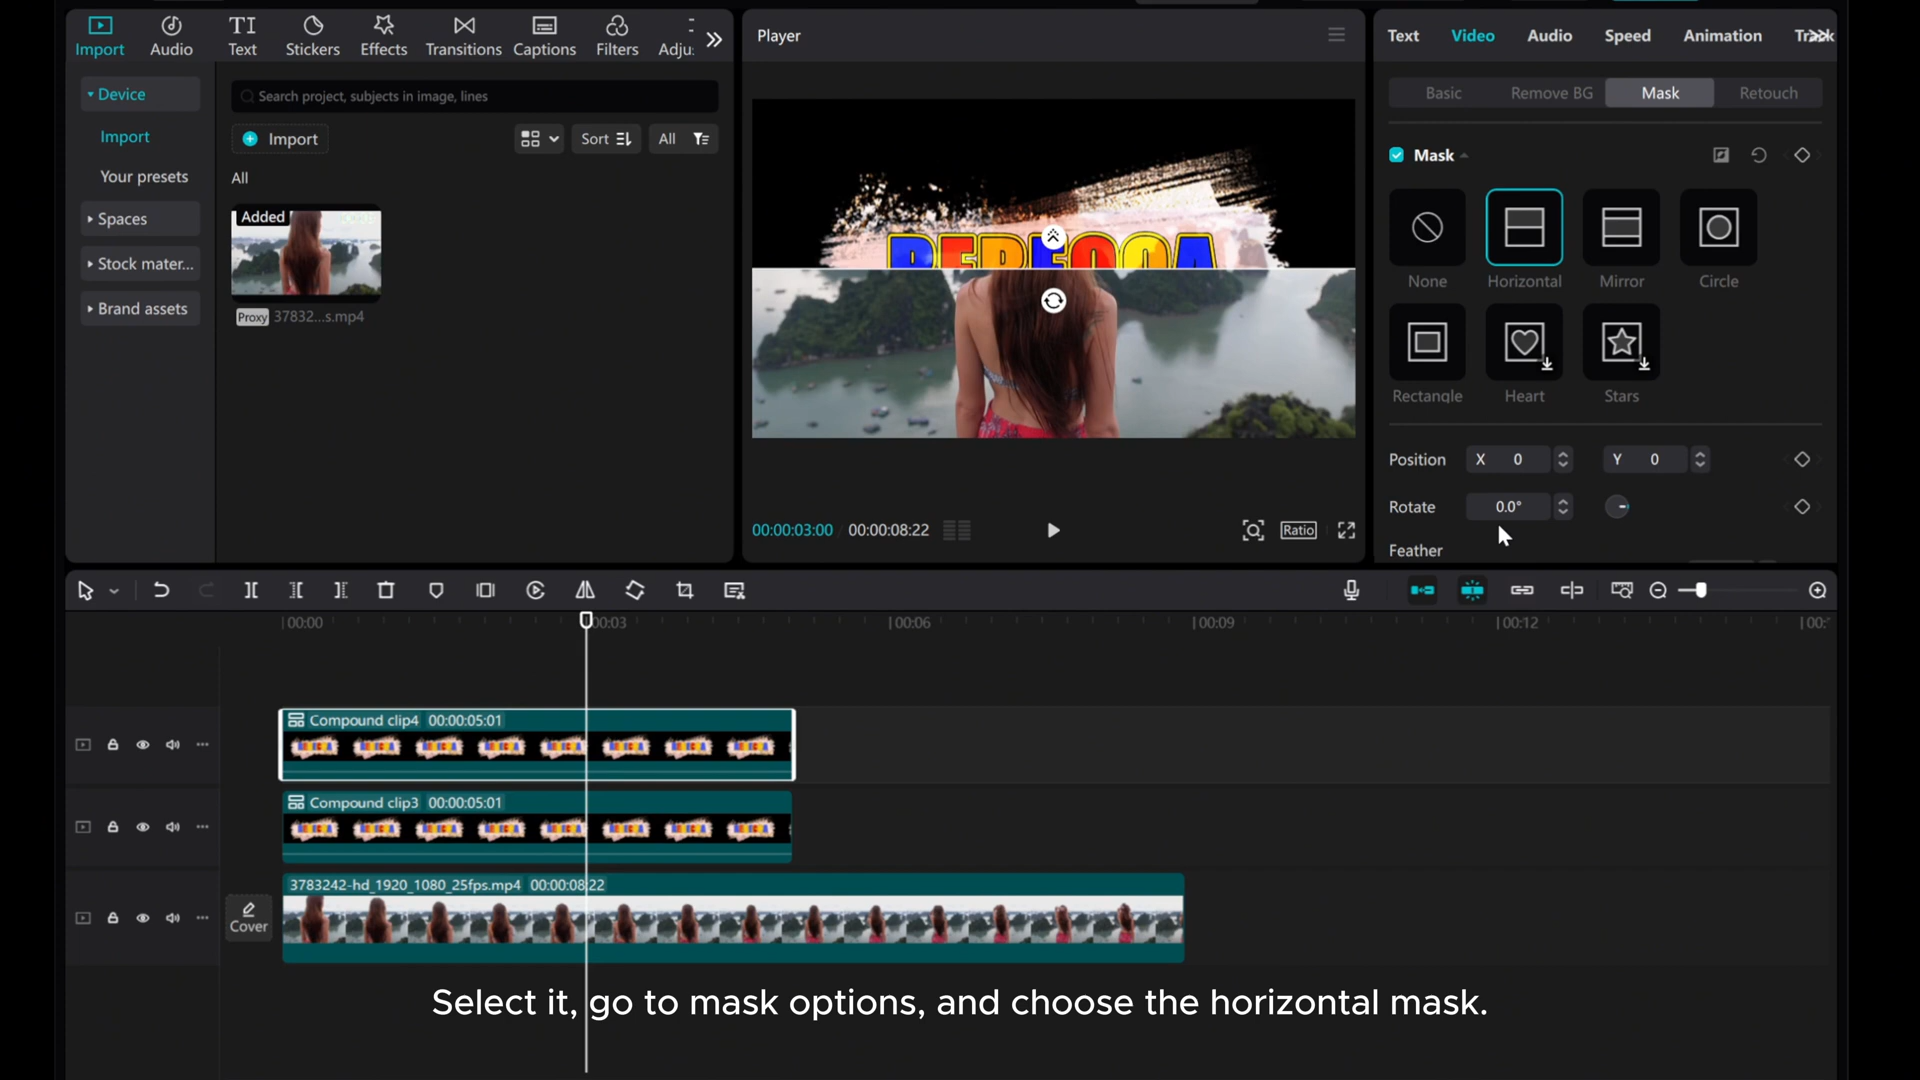 Import
Audio
Text
Stickers
Effects
Transitions
Captions
Filters
Adju
Device
Import
Your presets
Spaces
Stock mater...
Brand assets
Search project, subjects in image, lines
Import
Sort
All
All
Added
Proxy 37832...s.mp4
Player
REBECCA
00:00:03:00 00:00:08:22
Ratio
Text Video Audio Speed Animation Track
Basic Remove BG Mask Retouch
Mask
None Horizontal Mirror Circle
Rectangle Heart Stars
Position X 0 Y 0
Rotate 0.0°
Feather
00:00 00:03 00:06 00:09 00:12 00:
Compound clip4 00:00:05:01
Compound clip3 00:00:05:01
3783242-hd_1920_1080_25fps.mp4 00:00:08:22
Cover
Select it, go to mask options, and choose the horizontal mask.